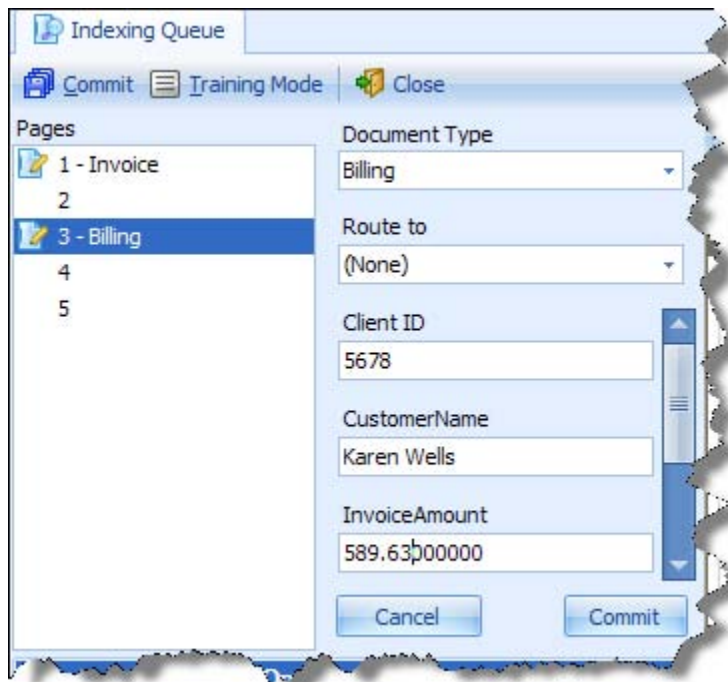 Indexing Queue
Commit Training Mode Close
Pages
1 - Invoice
2
3 - Billing
4
5
Document Type
Billing
Route to
(None)
Client ID
5678
CustomerName
Karen Wells
InvoiceAmount
589.63000000
Cancel Commit